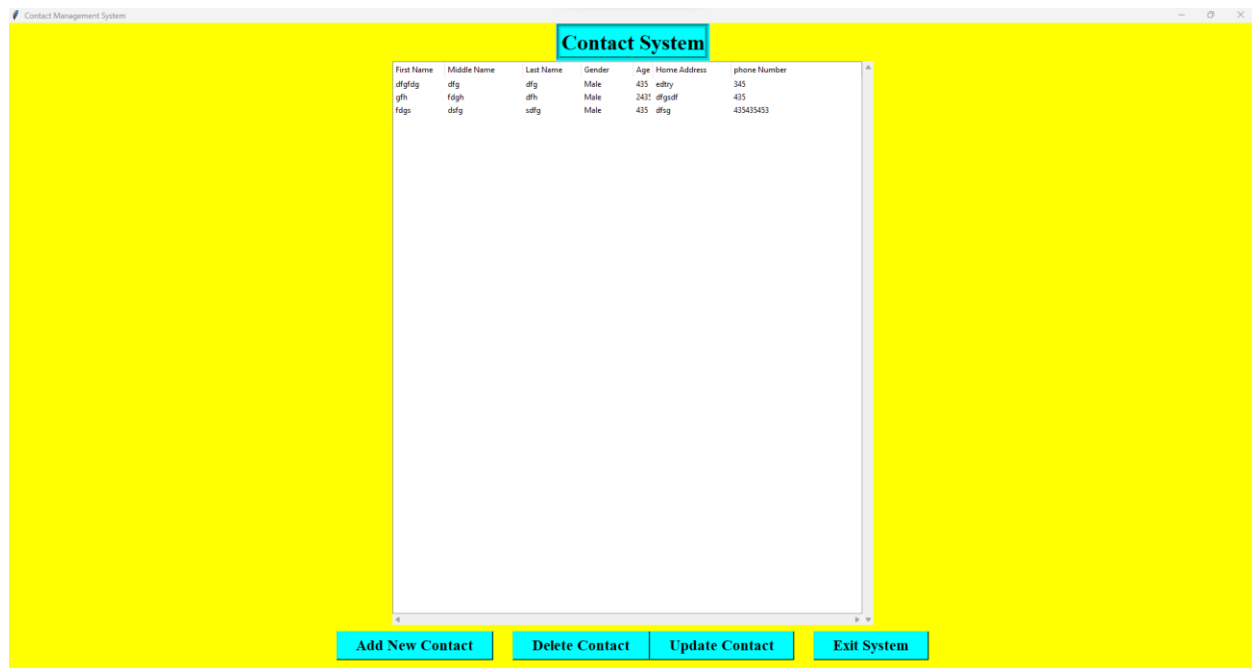 Contact Management System
Contact System
First Name Middle Name Last Name Gender Age Home Address phone Number
dfgfdg dfg dfg Male 435 edtry 345
gfh fdgh dfh Male dfgsdf 435
fdgs dsfg sdfg Male 435 dfsg 435435453
Add New Contact Delete Contact Update Contact Exit System